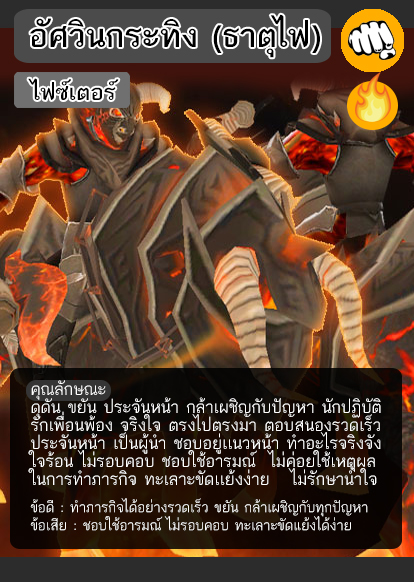 อัศวินกระทิง (ธาตุไฟ)
ไฟซ์เตอร์
คุณลักษณะ
ดุดัน ขยัน ประจันหน้า กล้าเผชิญกับปัญหา นักปฏิบัติ
รักเพื่อนพ้อง จริงใจ ตรงไปตรงมา ตอบสนองรวดเร็ว
ประจันหน้า เป็นผู้นำ ชอบอยู่แนวหน้า ทำอะไรจริงจัง
ใจร้อน ไม่รอบคอบ ชอบใช้อารมณ์ ไม่ค่อยใช้เหตุผล
ในการทำภารกิจ ทะเลาะขัดแย้งง่าย ไม่รักษาน้ำใจ
ข้อดี : ทำภารกิจได้อย่างรวดเร็ว ขยัน กล้าเผชิญกับทุกปัญหา
ข้อเสีย : ชอบใช้อารมณ์ ไม่รอบคอบ ทะเลาะขัดแย้งได้ง่าย